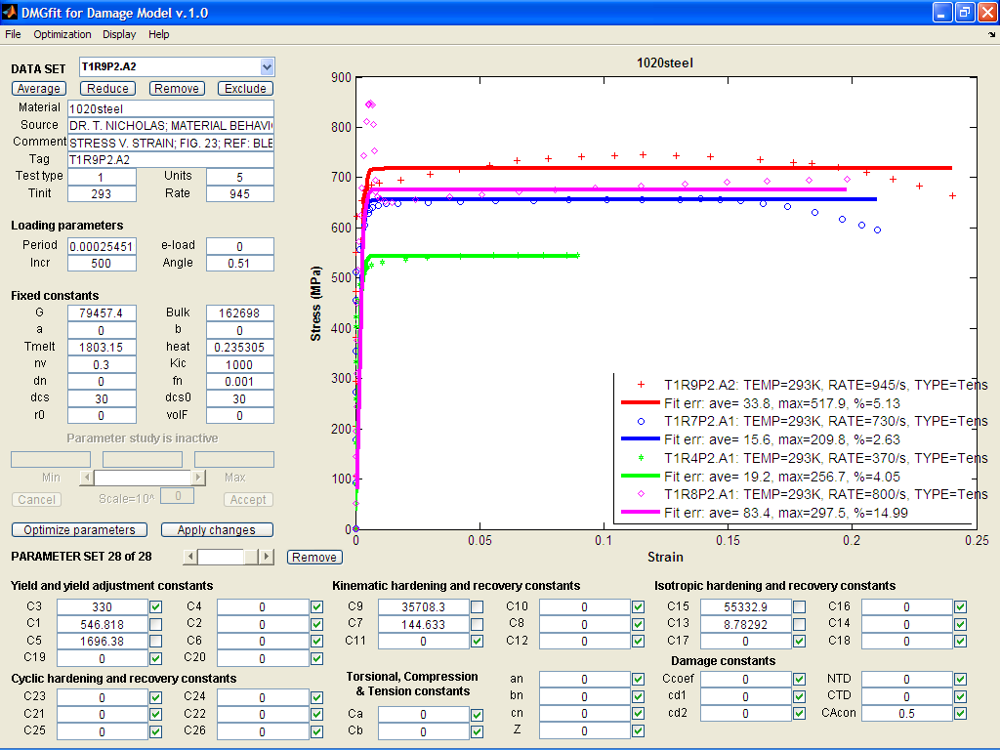 DMGfit for Damage Model v.1.0
File Optimization Display Help
DATA SET T1R9P2.A2
Average Reduce Remove Exclude
Material 1020steel
Source DR. T. NICHOLAS; MATERIAL BEHAVI
Comment STRESS V. STRAIN; FIG. 23; REF: BLE
Tag T1R9P2.A2
Test type 1 Units 5
Tinit 293 Rate 945
Loading parameters
Period 0.00025451 e-load 0
Incr 500 Angle 0.51
Fixed constants
G 79457.4 Bulk 162698
a 0 b 0
Tmelt 1803.15 heat 0.235305
nv 0.3 Kic 1000
dn 0 fn 0.001
dcs 30 dcs0 30
r0 0 volF 0
Parameter study is inactive
Min Max
Cancel Scale=10^ 0 Accept
Optimize parameters Apply changes
PARAMETER SET 28 of 28 Remove
1020steel
900
800
700
600
500
400
300
200
100
0
Stress (MPa)
0 0.05 0.1 0.15 0.2 0.25
Strain
T1R9P2.A2: TEMP=293K, RATE=945/s, TYPE=Tens
Fit err: ave= 33.8, max=517.9, %=5.13
T1R7P2.A1: TEMP=293K, RATE=730/s, TYPE=Tens
Fit err: ave= 15.6, max=209.8, %=2.63
T1R4P2.A1: TEMP=293K, RATE=370/s, TYPE=Tens
Fit err: ave= 19.2, max=256.7, %=4.05
T1R8P2.A1: TEMP=293K, RATE=800/s, TYPE=Tens
Fit err: ave= 83.4, max=297.5, %=14.99
Yield and yield adjustment constants
C3 330 C4 0
C1 546.818 C2 0
C5 1696.38 C6 0
C19 0 C20 0
Cyclic hardening and recovery constants
C23 0 C24 0
C21 0 C22 0
C25 0 C26 0
Kinematic hardening and recovery constants
C9 35708.3 C10 0
C7 144.633 C8 0
C11 0 C12 0
Torsional, Compression
& Tension constants
Ca 0
Cb 0
an 0
bn 0
cn 0
Z 0
Isotropic hardening and recovery constants
C15 55332.9 C16 0
C13 8.78292 C14 0
C17 0 C18 0
Damage constants
Ccoef 0 NTD 0
cd1 0 CTD 0
cd2 0 CAcon 0.5